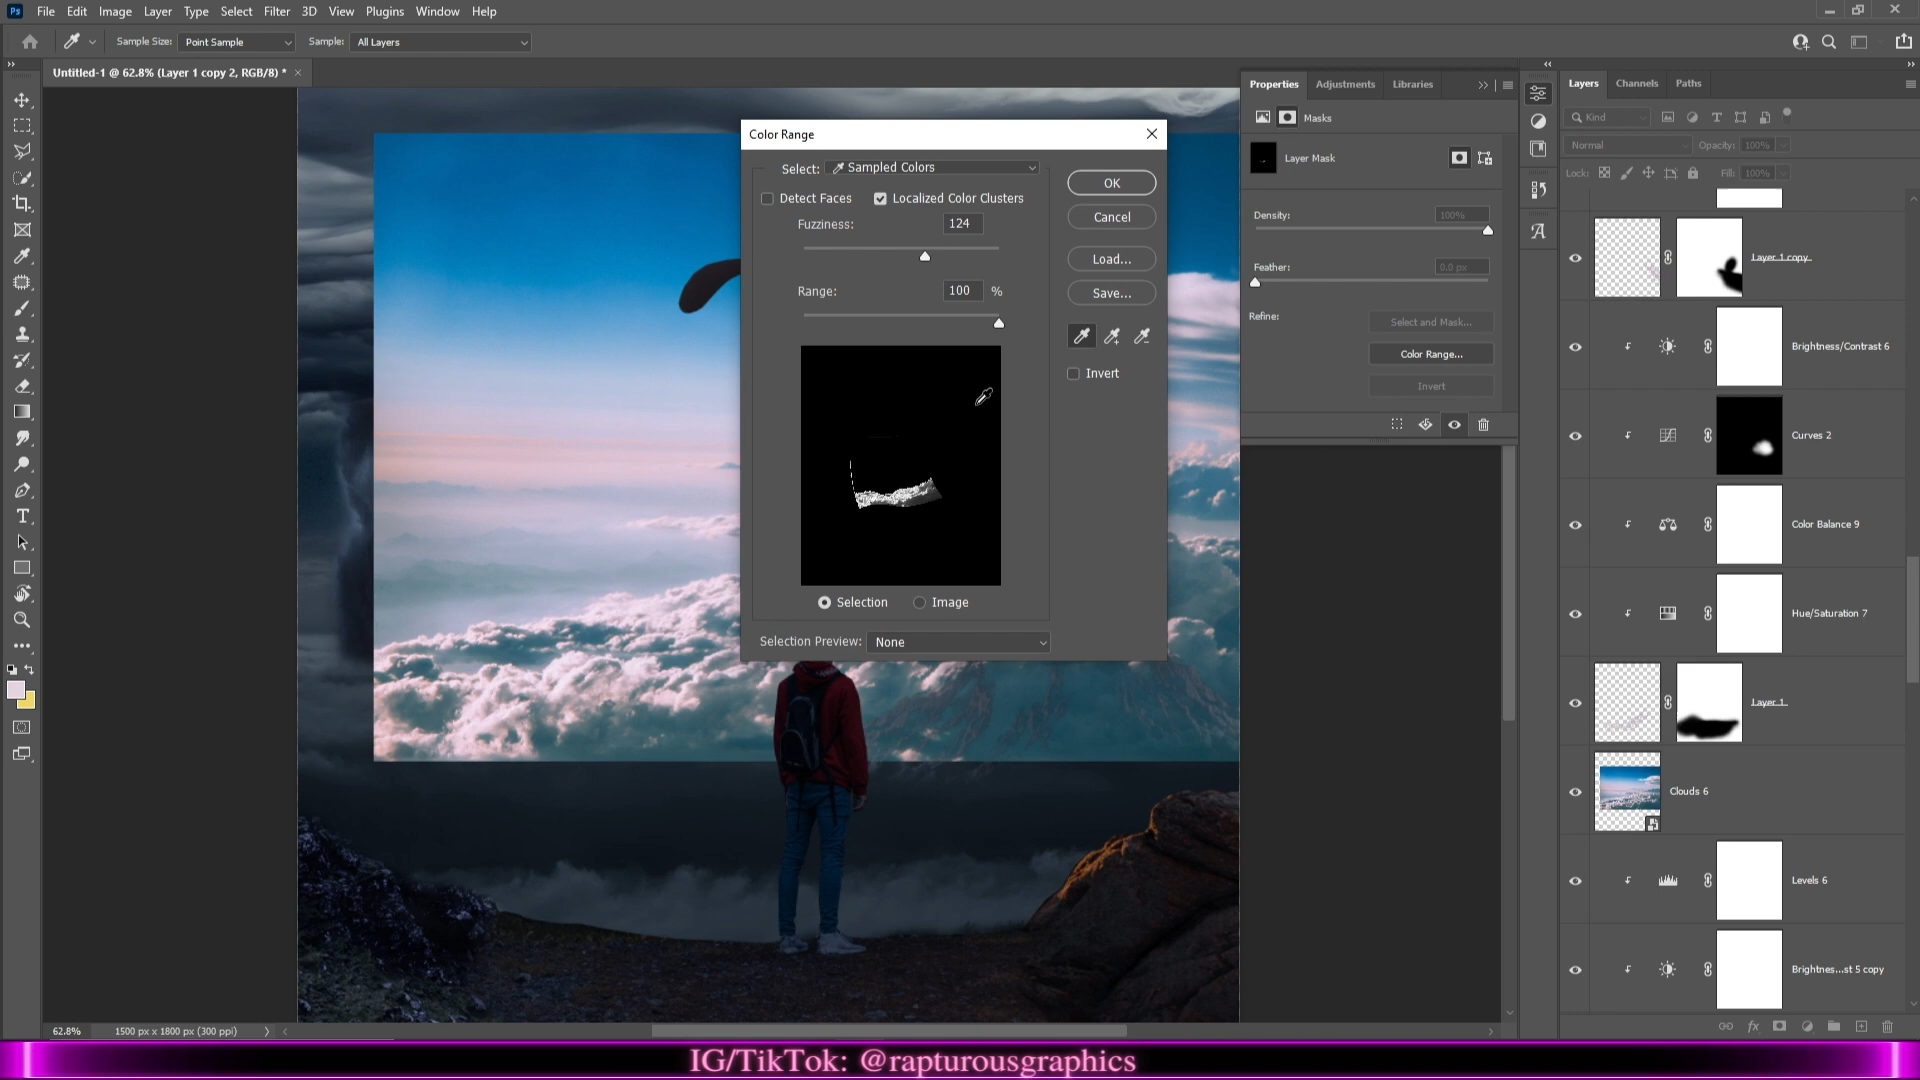 Ps File Edit Image Layer Type Select Filter 3D View Plugins Window Help
Sample Size: Point Sample Sample: All Layers
Untitled-1 @ 62.8% (Layer 1 copy 2, RGB/8) *
Color Range
Select: Sampled Colors
Detect Faces Localized Color Clusters
Fuzziness: 124
Range: 100 %
Selection Image
Selection Preview: None
OK
Cancel
Load...
Save...
Invert
Properties Adjustments Libraries
Masks
Layer Mask
Density: 100%
Feather: 0.0 px
Refine: Select and Mask...
Color Range...
Invert
Layers Channels Paths
Kind
Normal Opacity: 100%
Lock: Fill: 100%
Layer 1 copy
Brightness/Contrast 6
Curves 2
Color Balance 9
Hue/Saturation 7
Layer 1
Clouds 6
Levels 6
Brightnes...st 5 copy
62.8% 1500 px x 1800 px (300 ppi)
IG/TikTok: @rapturousgraphics